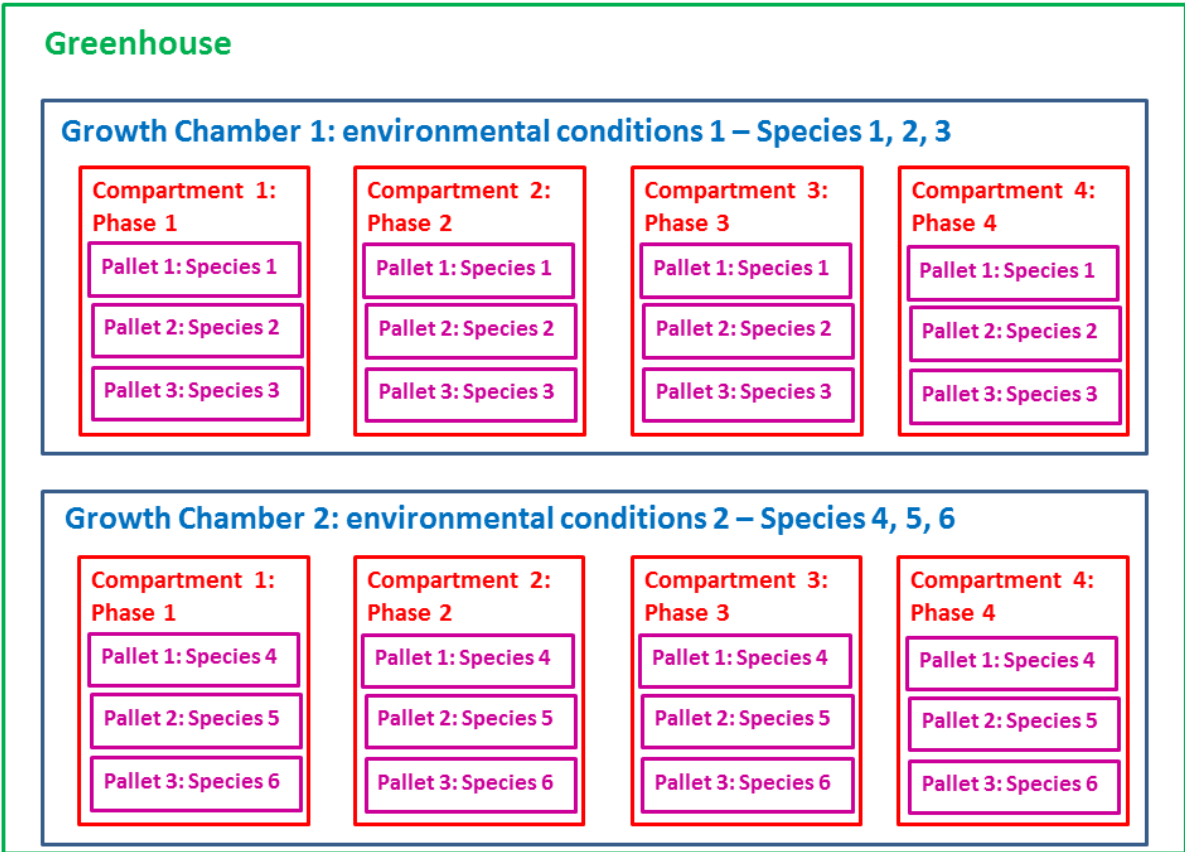 Greenhouse
Growth Chamber 1: environmental conditions 1 – Species 1, 2, 3
Compartment 1:
Phase 1
Pallet 1: Species 1
Pallet 2: Species 2
Pallet 3: Species 3
Compartment 2:
Phase 2
Pallet 1: Species 1
Pallet 2: Species 2
Pallet 3: Species 3
Compartment 3:
Phase 3
Pallet 1: Species 1
Pallet 2: Species 2
Pallet 3: Species 3
Compartment 4:
Phase 4
Pallet 1: Species 1
Pallet 2: Species 2
Pallet 3: Species 3
Growth Chamber 2: environmental conditions 2 – Species 4, 5, 6
Compartment 1:
Phase 1
Pallet 1: Species 4
Pallet 2: Species 5
Pallet 3: Species 6
Compartment 2:
Phase 2
Pallet 1: Species 4
Pallet 2: Species 5
Pallet 3: Species 6
Compartment 3:
Phase 3
Pallet 1: Species 4
Pallet 2: Species 5
Pallet 3: Species 6
Compartment 4:
Phase 4
Pallet 1: Species 4
Pallet 2: Species 5
Pallet 3: Species 6